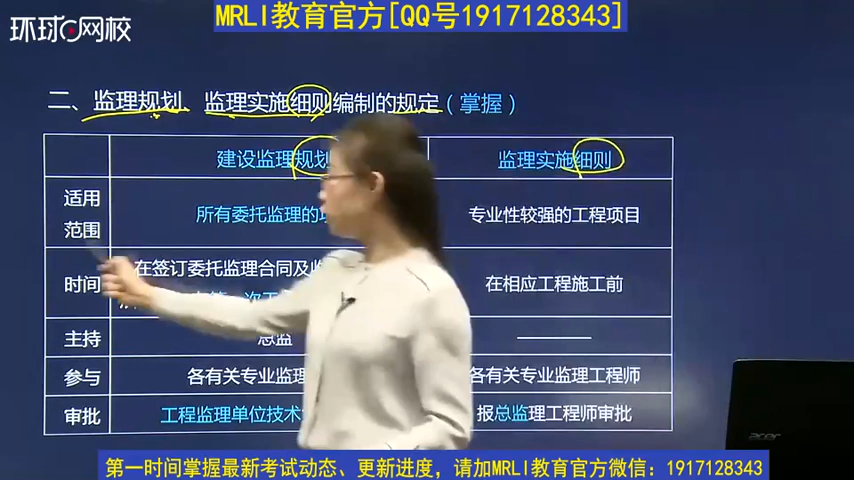 MRLI教育官方[QQ号1917128343]
环球网校
二、监理规划、监理实施细则编制的规定（掌握）
建设监理规划
监理实施细则
适用范围
所有委托监理的
专业性较强的工程项目
时间
在签订委托监理合同及
在相应工程施工前
主持
总监
————
参与
各有关专业监理
各有关专业监理工程师
审批
工程监理单位技术
报总监理工程师审批
acer
第一时间掌握最新考试动态、更新进度，请加MRLI教育官方微信：1917128343